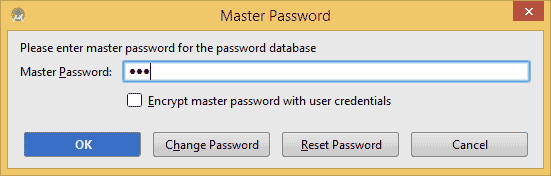 Master Password
Please enter master password for the password database
Master Password: •••
Encrypt master password with user credentials
OK Change Password Reset Password Cancel